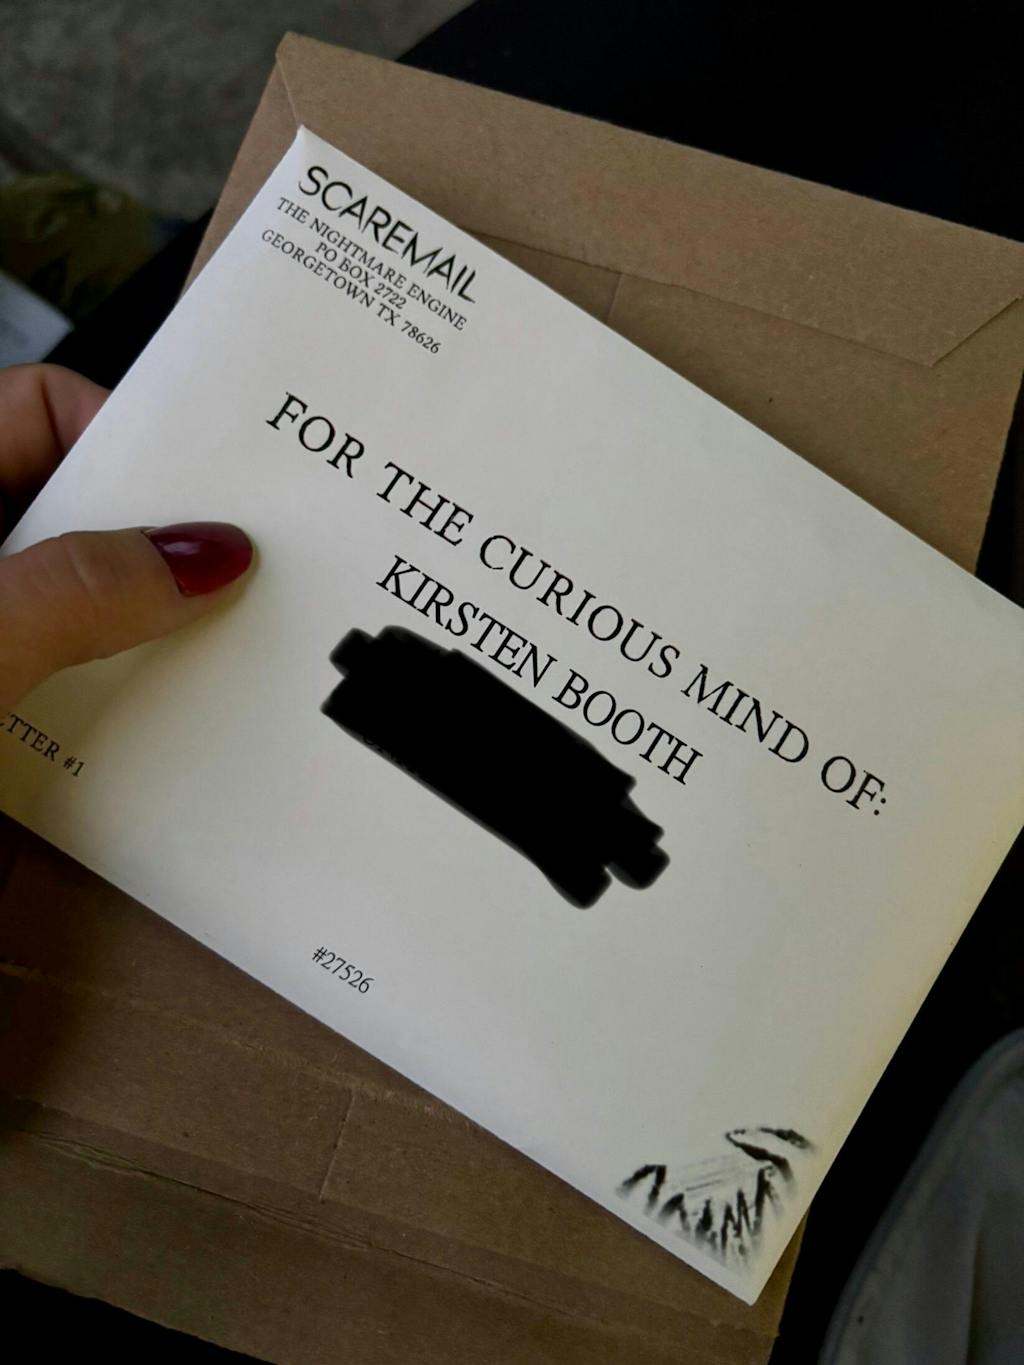 SCAREMAIL
THE NIGHTMARE ENGINE
PO BOX 2722
GEORGETOWN TX 78626
FOR THE CURIOUS MIND OF:
KIRSTEN BOOTH
#1
#27526